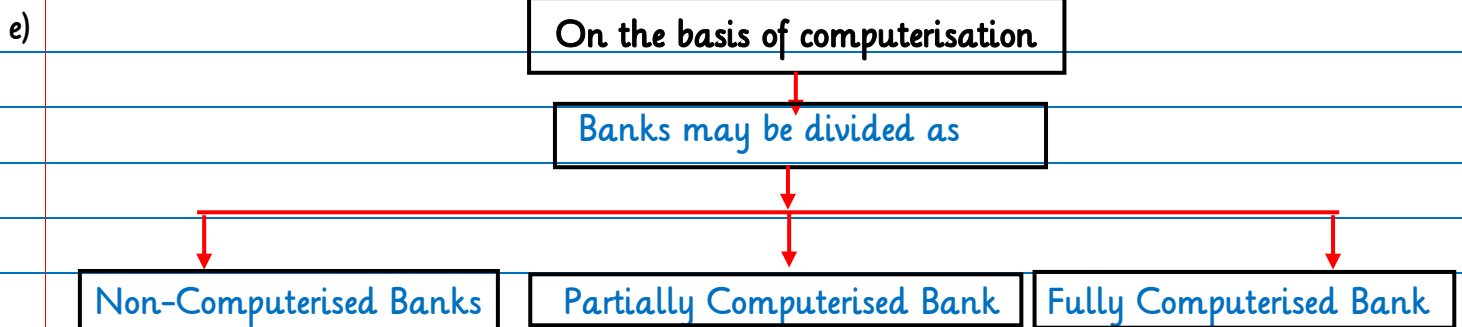 e)
On the basis of computerisation
Banks may be divided as
Non-Computerised Banks Partially Computerised Bank Fully Computerised Bank